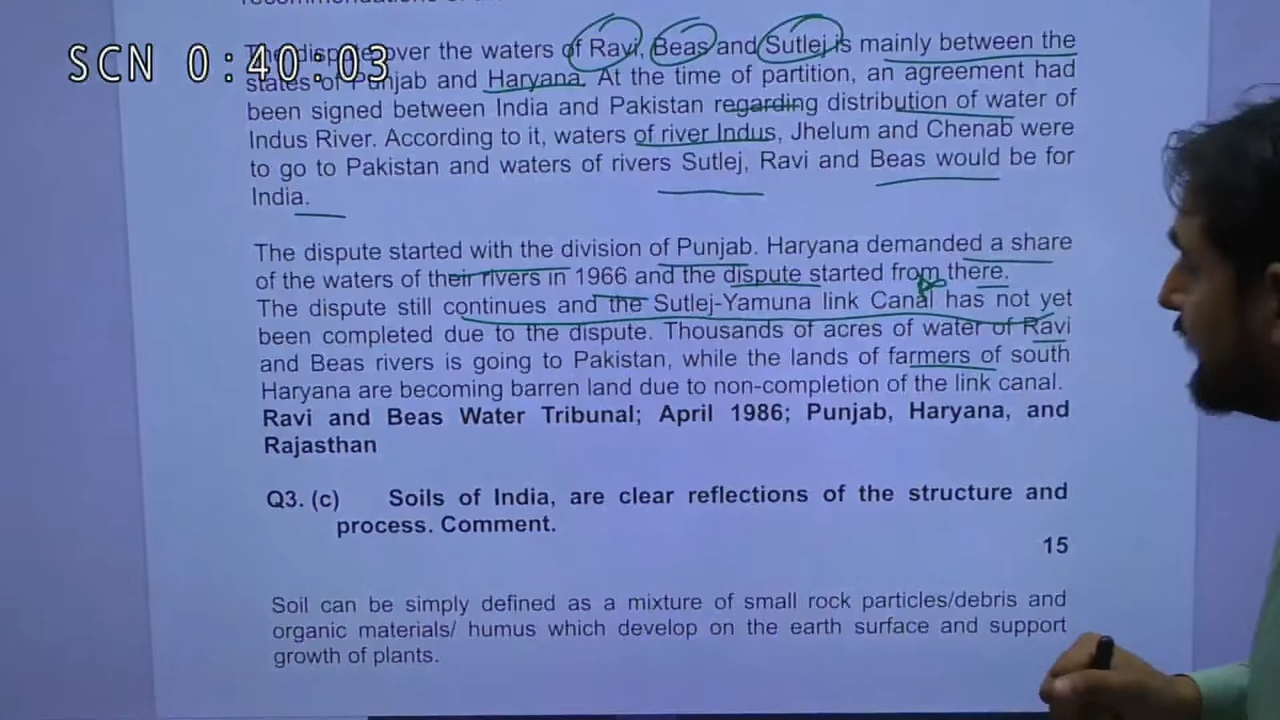 SCN 0:40:03
The dispute over the waters of Ravi, Beas and Sutlej is mainly between the
states of Punjab and Haryana. At the time of partition, an agreement had
been signed between India and Pakistan regarding distribution of water of
Indus River. According to it, waters of river Indus, Jhelum and Chenab were
to go to Pakistan and waters of rivers Sutlej, Ravi and Beas would be for
India.
The dispute started with the division of Punjab. Haryana demanded a share
of the waters of their rivers in 1966 and the dispute started from there.
The dispute still continues and the Sutlej-Yamuna link Canal has not yet
been completed due to the dispute. Thousands of acres of water of Ravi
and Beas rivers is going to Pakistan, while the lands of farmers of south
Haryana are becoming barren land due to non-completion of the link canal.
Ravi and Beas Water Tribunal; April 1986; Punjab, Haryana, and
Rajasthan
Q3. (c) Soils of India, are clear reflections of the structure and
process. Comment.
15
Soil can be simply defined as a mixture of small rock particles/debris and
organic materials/ humus which develop on the earth surface and support
growth of plants.